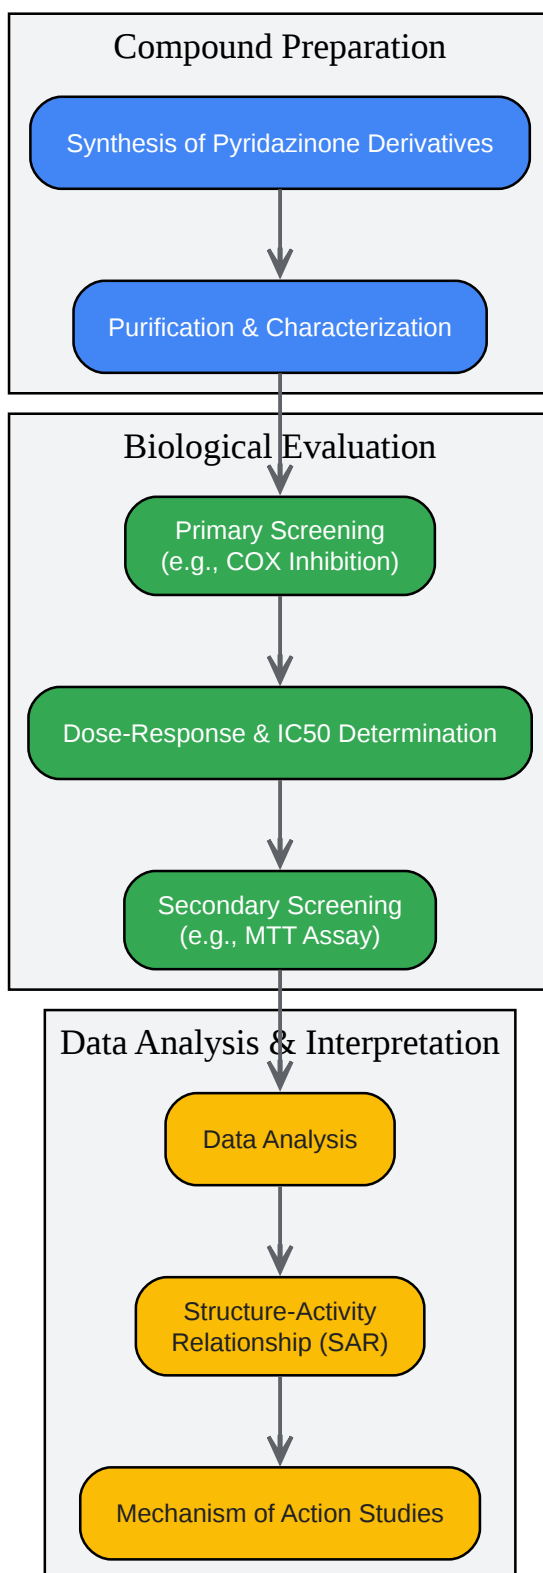 Compound Preparation
Synthesis of Pyridazinone Derivatives
Purification & Characterization
Biological Evaluation
Primary Screening
(e.g., COX Inhibition)
Dose-Response & IC50 Determination
Secondary Screening
(e.g., MTT Assay)
Data Analysis & Interpretation
Data Analysis
Structure-Activity
Relationship (SAR)
Mechanism of Action Studies